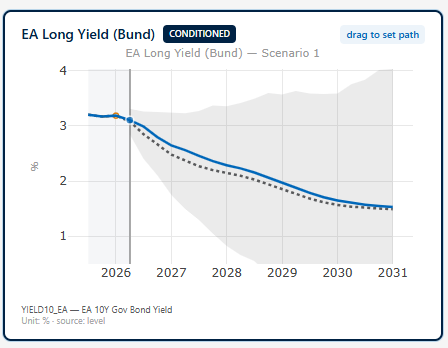 EA Long Yield (Bund) CONDITIONED drag to set path
EA Long Yield (Bund) — Scenario 1
4
3
%
2
1
2026 2027 2028 2029 2030 2031
YIELD10_EA — EA 10Y Gov Bond Yield
Unit: % · source: level